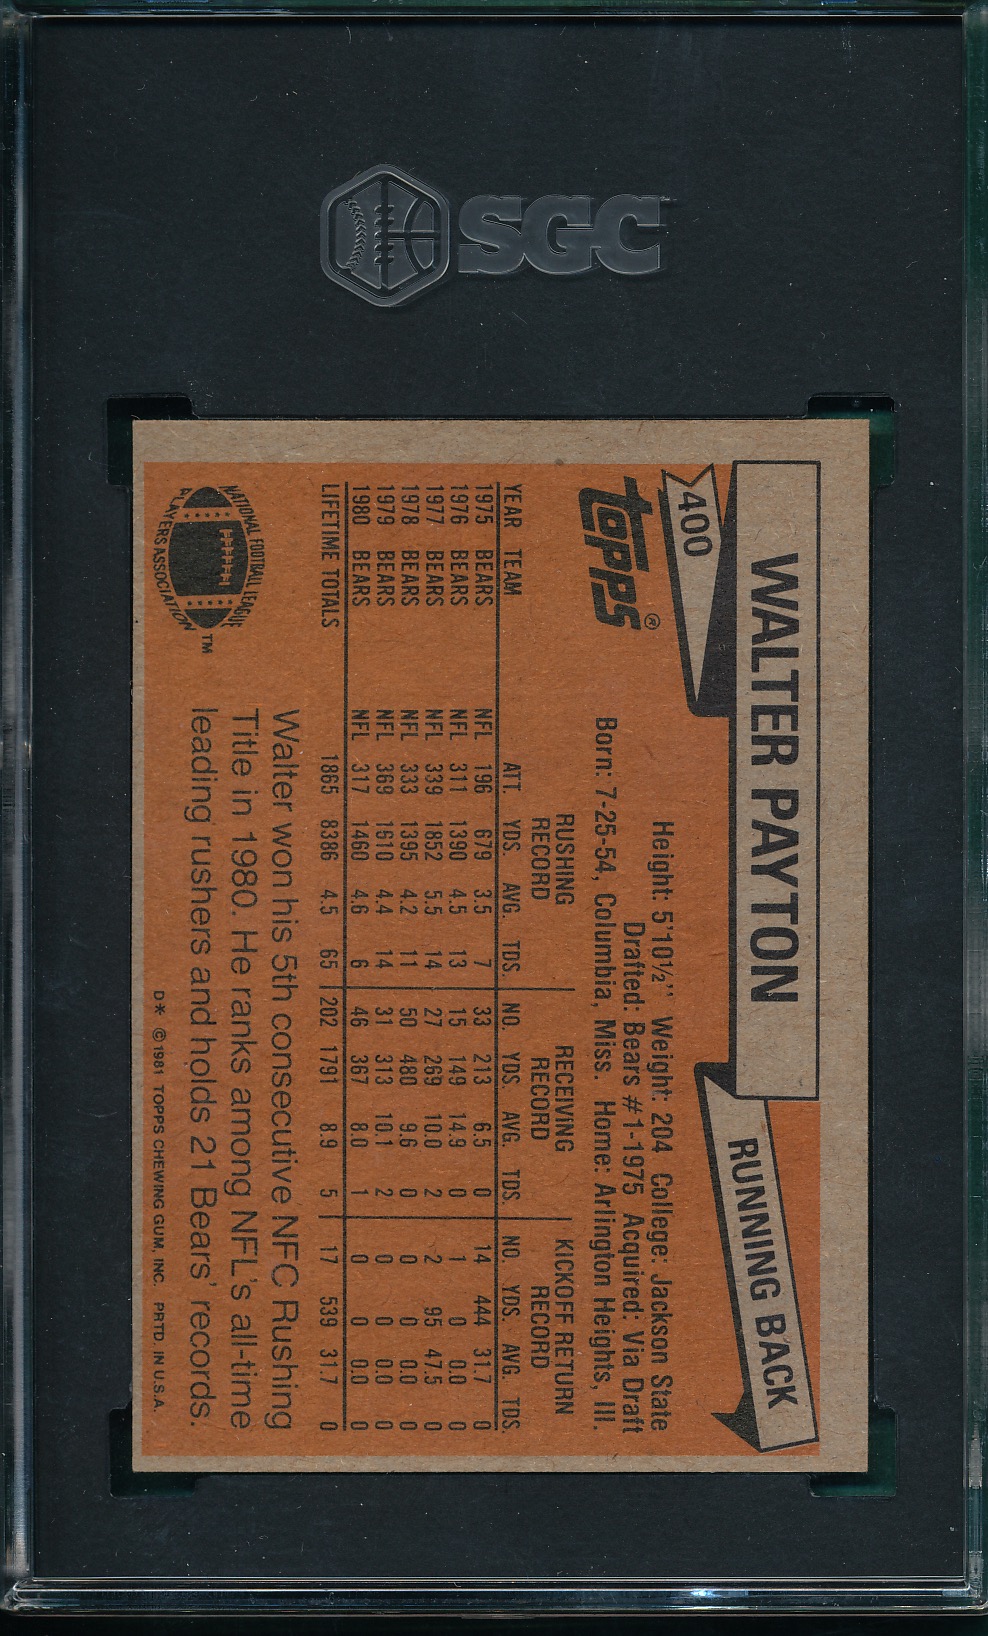 SGC
WALTER PAYTON
RUNNING BACK
400
topps®
Height: 5'10½'' Weight: 204 College: Jackson State
Drafted: Bears #1-1975 Acquired: Via Draft
Born: 7-25-54, Columbia, Miss. Home: Arlington Heights, Ill.
RUSHING RECORD RECEIVING RECORD KICKOFF RETURN RECORD
YEAR TEAM ATT. YDS. AVG. TDS. NO. YDS. AVG. TDS. NO. YDS. AVG. TDS.
1975 BEARS NFL 196 679 3.5 7 33 213 6.5 0 14 444 31.7 0
1976 BEARS NFL 311 1390 4.5 13 15 149 14.9 0 1 0 0.0 0
1977 BEARS NFL 339 1852 5.5 14 27 269 10.0 2 2 95 47.5 0
1978 BEARS NFL 333 1395 4.2 11 50 480 9.6 0 0 0 0.0 0
1979 BEARS NFL 369 1610 4.4 14 31 313 10.1 2 0 0 0.0 0
1980 BEARS NFL 317 1460 4.6 6 46 367 8.0 1 0 0 0.0 0
LIFETIME TOTALS 1865 8386 4.5 65 202 1791 8.9 5 17 539 31.7 0
NATIONAL FOOTBALL LEAGUE
PLAYERS ASSOCIATION
™
Walter won his 5th consecutive NFC Rushing
Title in 1980. He ranks among NFL's all-time
leading rushers and holds 21 Bears' records.
D* ©1981 TOPPS CHEWING GUM, INC. PRTD. IN U.S.A.